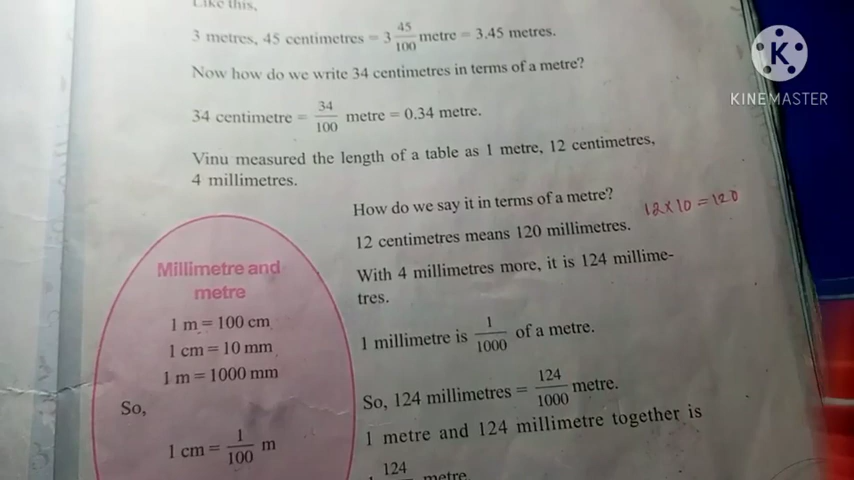 Like this,
3 metres, 45 centimetres = 3 45/100 metre = 3.45 metres.
Now how do we write 34 centimetres in terms of a metre?
34 centimetre = 34/100 metre = 0.34 metre.
Vinu measured the length of a table as 1 metre, 12 centimetres,
4 millimetres.
How do we say it in terms of a metre?
12 × 10 = 120
12 centimetres means 120 millimetres.
With 4 millimetres more, it is 124 millime-
tres.
1 millimetre is 1/1000 of a metre.
So, 124 millimetres = 124/1000 metre.
1 metre and 124 millimetre together is
124 metre.
Millimetre and
metre
1 m = 100 cm
1 cm = 10 mm
1 m = 1000 mm
So,
1 cm = 1/100 m
K
KINEMASTER